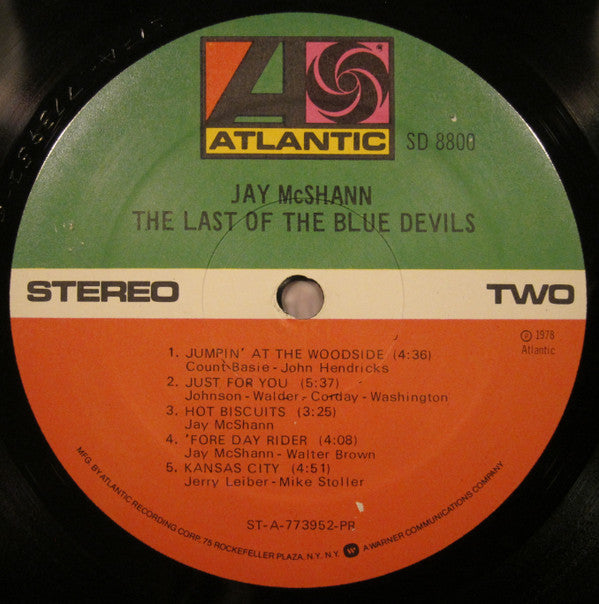 ATLANTIC
SD 8800
JAY McSHANN
THE LAST OF THE BLUE DEVILS
STEREO
TWO
℗ 1978
Atlantic
1. JUMPIN' AT THE WOODSIDE (4:36)
Count Basie - John Hendricks
2. JUST FOR YOU (5:37)
Johnson - Walder - Corday - Washington
3. HOT BISCUITS (3:25)
Jay McShann
4. 'FORE DAY RIDER (4:08)
Jay McShann - Walter Brown
5. KANSAS CITY (4:51)
Jerry Leiber - Mike Stoller
ST-A-773952-PR
MFG. BY ATLANTIC RECORDING CORP. 75 ROCKEFELLER PLAZA, N.Y. N.Y. A WARNER COMMUNICATIONS COMPANY